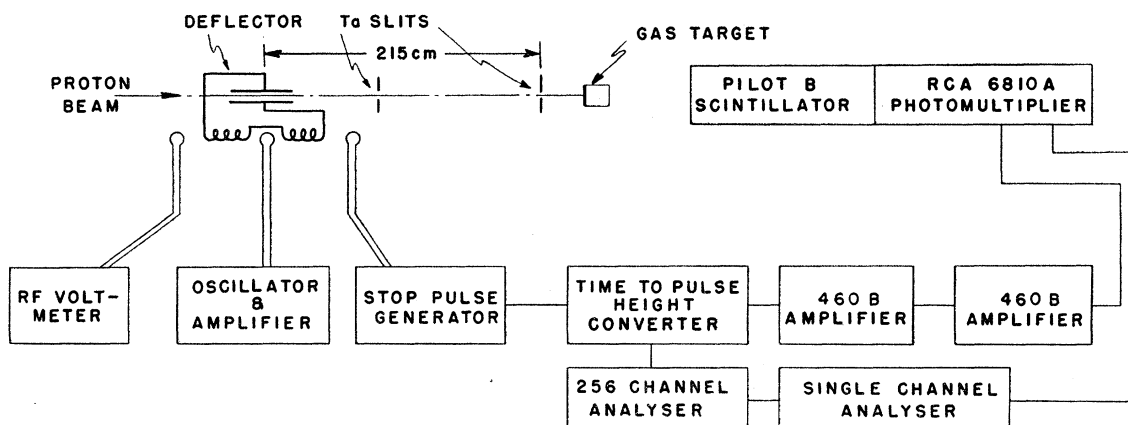 DEFLECTOR
Ta SLITS
GAS TARGET
215cm
PROTON
BEAM
PILOT B
SCINTILLATOR
RCA 6810A
PHOTOMULTIPLIER
RF VOLT-
METER
OSCILLATOR
&
AMPLIFIER
STOP PULSE
GENERATOR
TIME TO PULSE
HEIGHT
CONVERTER
460 B
AMPLIFIER
460 B
AMPLIFIER
256 CHANNEL
ANALYSER
SINGLE CHANNEL
ANALYSER